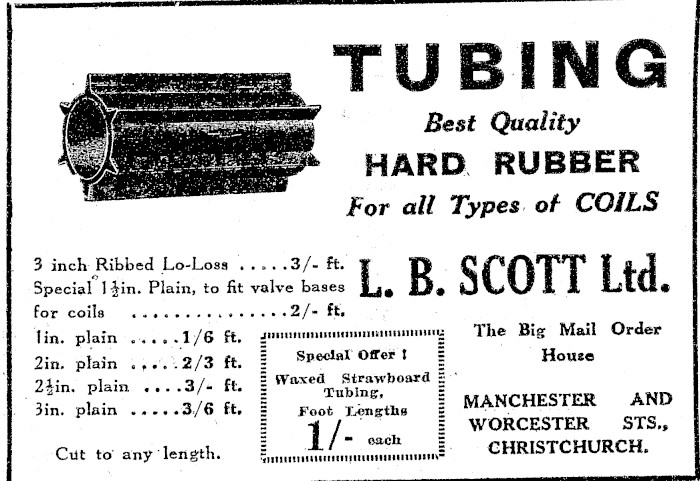 TUBING
Best Quality
HARD RUBBER
For all Types of COILS
3 inch Ribbed Lo-Loss .....3/- ft.
Special 1½in. Plain, to fit valve bases
for coils ...............2/- ft.
1in. plain .....1/6 ft.
2in. plain .....2/3 ft.
2½in. plain ....3/- ft.
3in. plain .....3/6 ft.
Cut to any length.
Special Offer !
Waxed Strawboard
Tubing,
Foot Lengths
1/- each
L. B. SCOTT Ltd.
The Big Mail Order
House
MANCHESTER AND
WORCESTER STS.,
CHRISTCHURCH.